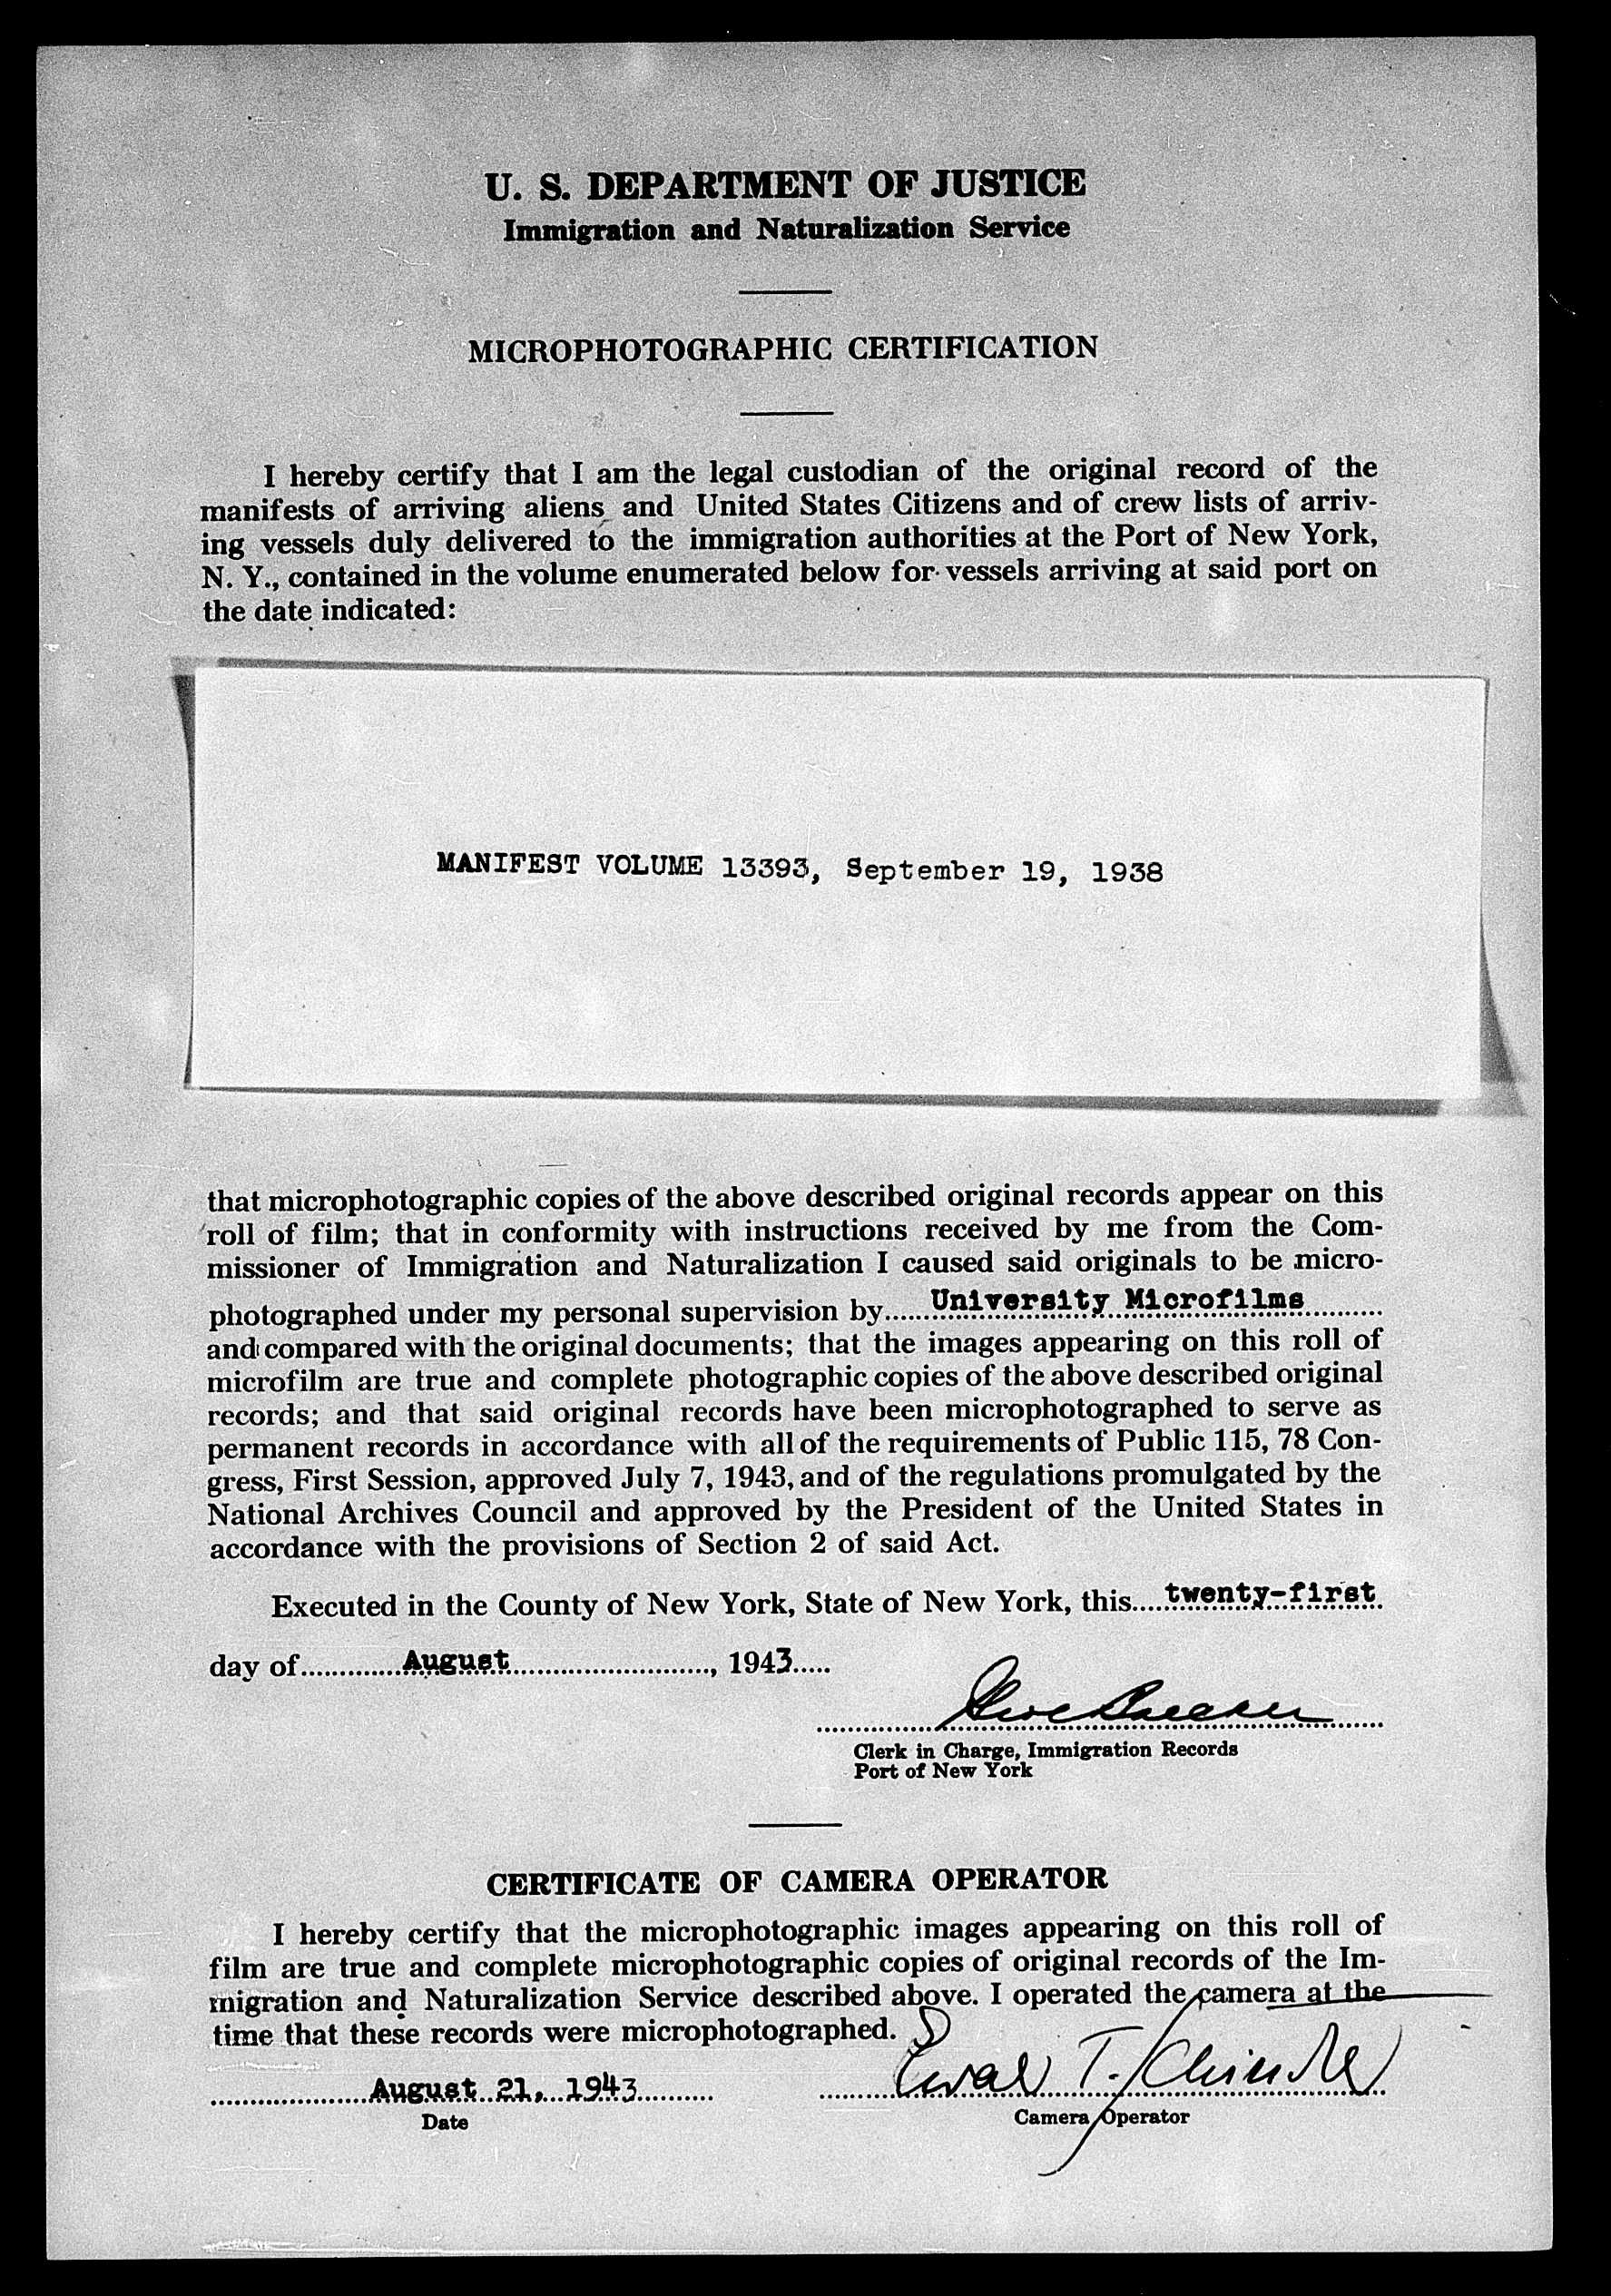 U. S. DEPARTMENT OF JUSTICE
Immigration and Naturalization Service
MICROPHOTOGRAPHIC CERTIFICATION
I hereby certify that I am the legal custodian of the original record of the
manifests of arriving aliens and United States Citizens and of crew lists of arriv-
ing vessels duly delivered to the immigration authorities at the Port of New York,
N. Y., contained in the volume enumerated below for vessels arriving at said port on
the date indicated:
MANIFEST VOLUME 13393, September 19, 1938
that microphotographic copies of the above described original records appear on this
roll of film; that in conformity with instructions received by me from the Com-
missioner of Immigration and Naturalization I caused said originals to be micro-
photographed under my personal supervision by......University Microfilms..........
and compared with the original documents; that the images appearing on this roll of
microfilm are true and complete photographic copies of the above described original
records; and that said original records have been microphotographed to serve as
permanent records in accordance with all of the requirements of Public 115, 78 Con-
gress, First Session, approved July 7, 1943, and of the regulations promulgated by the
National Archives Council and approved by the President of the United States in
accordance with the provisions of Section 2 of said Act.
Executed in the County of New York, State of New York, this....twenty-first.
day of.............August.........................., 1943.....
Clerk in Charge, Immigration Records
Port of New York
CERTIFICATE OF CAMERA OPERATOR
I hereby certify that the microphotographic images appearing on this roll of
film are true and complete microphotographic copies of original records of the Im-
migration and Naturalization Service described above. I operated the camera at the
time that these records were microphotographed.
....................August 21, 1943..........
T.
Date
Camera Operator